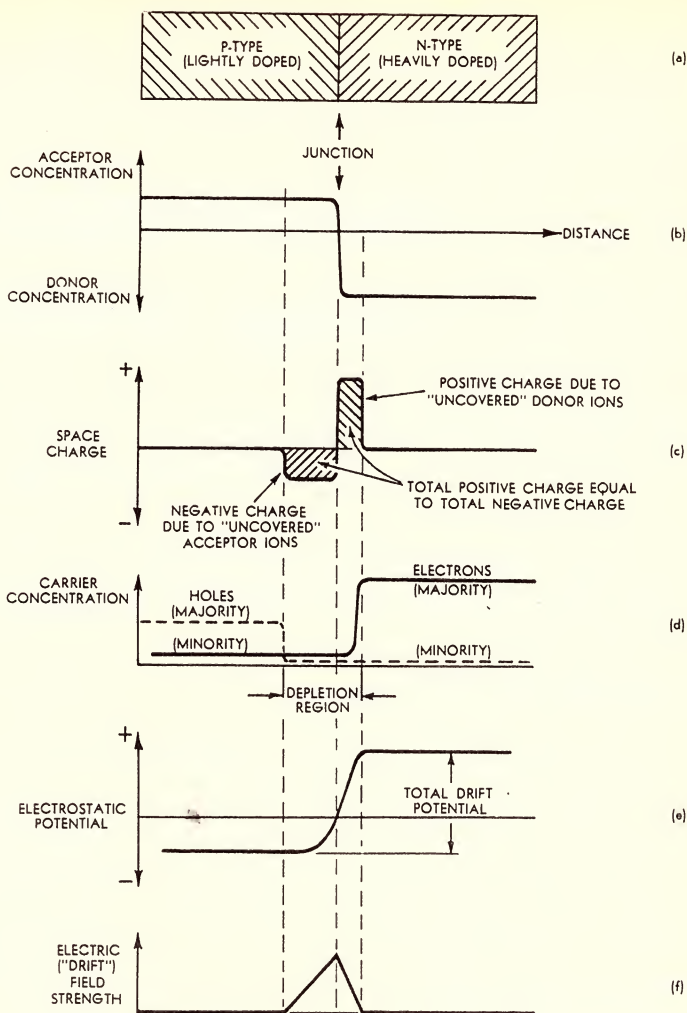 P-TYPE
(LIGHTLY DOPED)
N-TYPE
(HEAVILY DOPED)
(a)
JUNCTION
ACCEPTOR
CONCENTRATION
DISTANCE
(b)
DONOR
CONCENTRATION
+
POSITIVE CHARGE DUE TO
"UNCOVERED" DONOR IONS
SPACE
CHARGE
(c)
TOTAL POSITIVE CHARGE EQUAL
TO TOTAL NEGATIVE CHARGE
−
NEGATIVE CHARGE
DUE TO "UNCOVERED"
ACCEPTOR IONS
CARRIER
CONCENTRATION
HOLES
(MAJORITY)
ELECTRONS
(MAJORITY)
(d)
(MINORITY)
(MINORITY)
DEPLETION
REGION
+
TOTAL DRIFT
POTENTIAL
ELECTROSTATIC
POTENTIAL
(e)
−
ELECTRIC
("DRIFT")
FIELD
STRENGTH
(f)